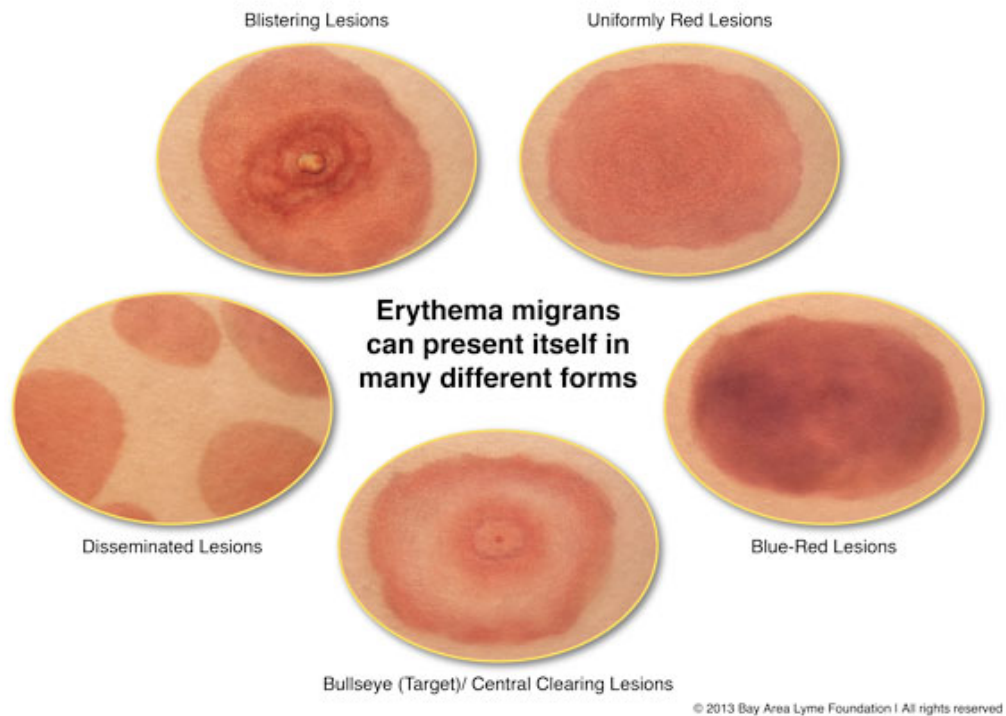 Blistering Lesions
Uniformly Red Lesions
Erythema migrans
can present itself in
many different forms
Disseminated Lesions
Blue-Red Lesions
Bullseye (Target)/ Central Clearing Lesions
© 2013 Bay Area Lyme Foundation | All rights reserved